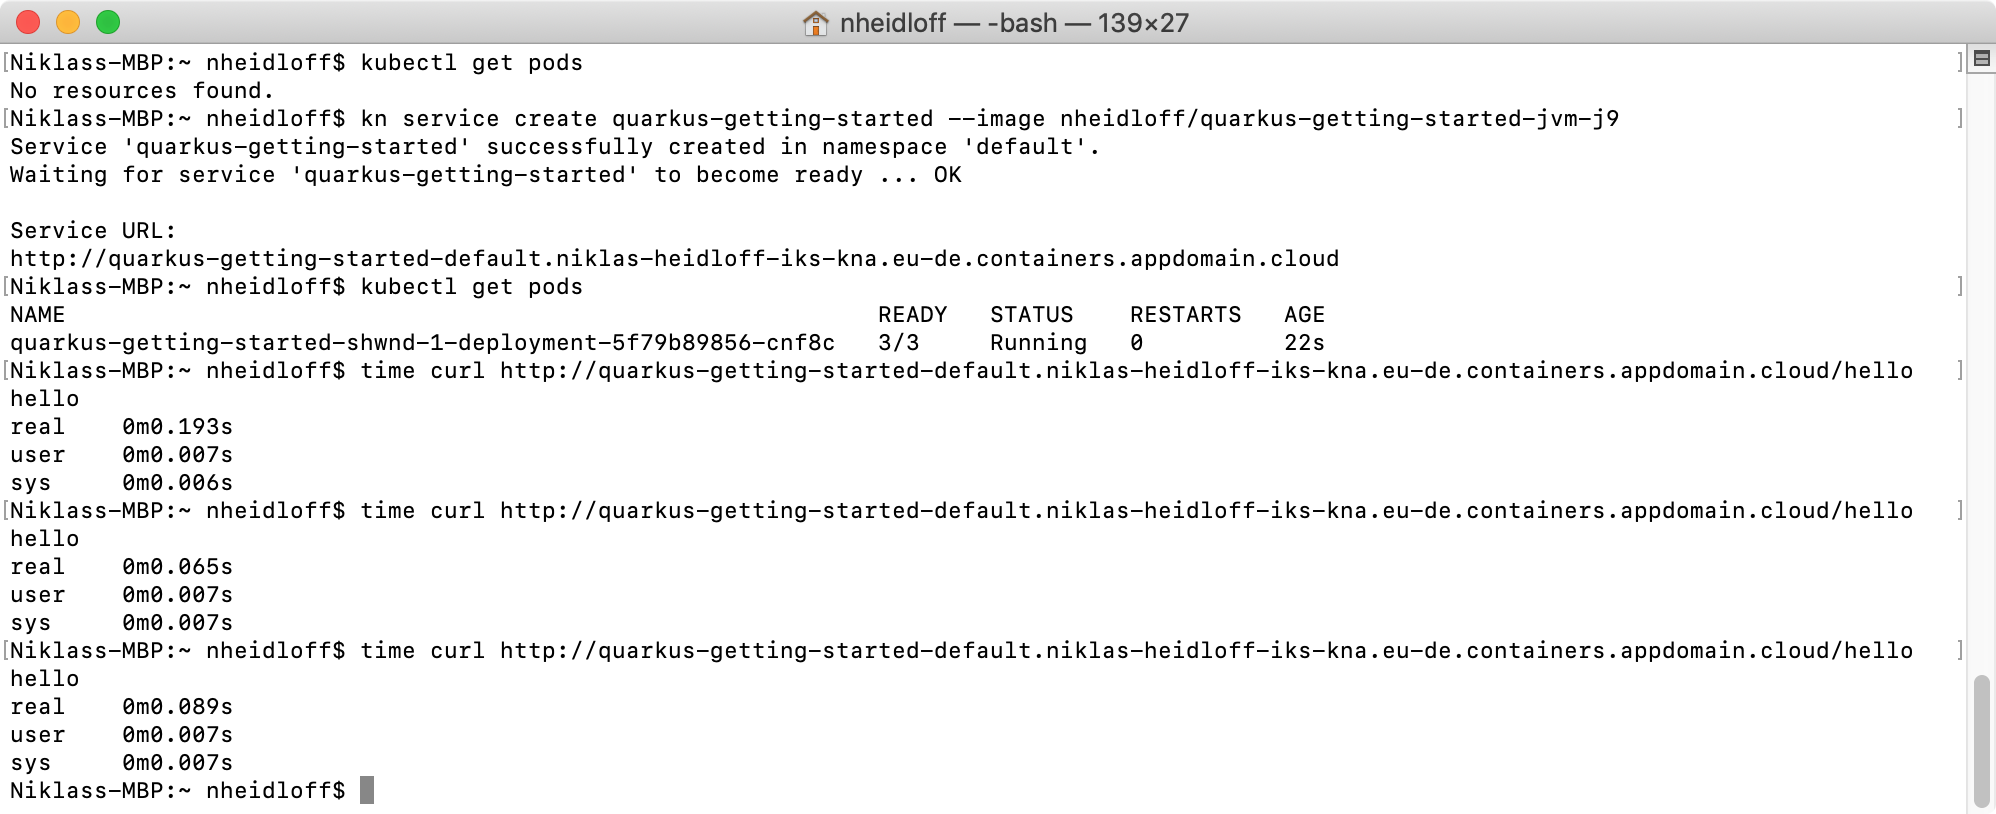 nheidloff — -bash — 139×27
[Niklass-MBP:~ nheidloff$ kubectl get pods ]
No resources found.
[Niklass-MBP:~ nheidloff$ kn service create quarkus-getting-started --image nheidloff/quarkus-getting-started-jvm-j9 ]
Service 'quarkus-getting-started' successfully created in namespace 'default'.
Waiting for service 'quarkus-getting-started' to become ready ... OK
Service URL:
http://quarkus-getting-started-default.niklas-heidloff-iks-kna.eu-de.containers.appdomain.cloud
[Niklass-MBP:~ nheidloff$ kubectl get pods ]
NAME READY STATUS RESTARTS AGE
quarkus-getting-started-shwnd-1-deployment-5f79b89856-cnf8c 3/3 Running 0 22s
[Niklass-MBP:~ nheidloff$ time curl http://quarkus-getting-started-default.niklas-heidloff-iks-kna.eu-de.containers.appdomain.cloud/hello ]
hello
real 0m0.193s
user 0m0.007s
sys 0m0.006s
[Niklass-MBP:~ nheidloff$ time curl http://quarkus-getting-started-default.niklas-heidloff-iks-kna.eu-de.containers.appdomain.cloud/hello ]
hello
real 0m0.065s
user 0m0.007s
sys 0m0.007s
[Niklass-MBP:~ nheidloff$ time curl http://quarkus-getting-started-default.niklas-heidloff-iks-kna.eu-de.containers.appdomain.cloud/hello ]
hello
real 0m0.089s
user 0m0.007s
sys 0m0.007s
Niklass-MBP:~ nheidloff$